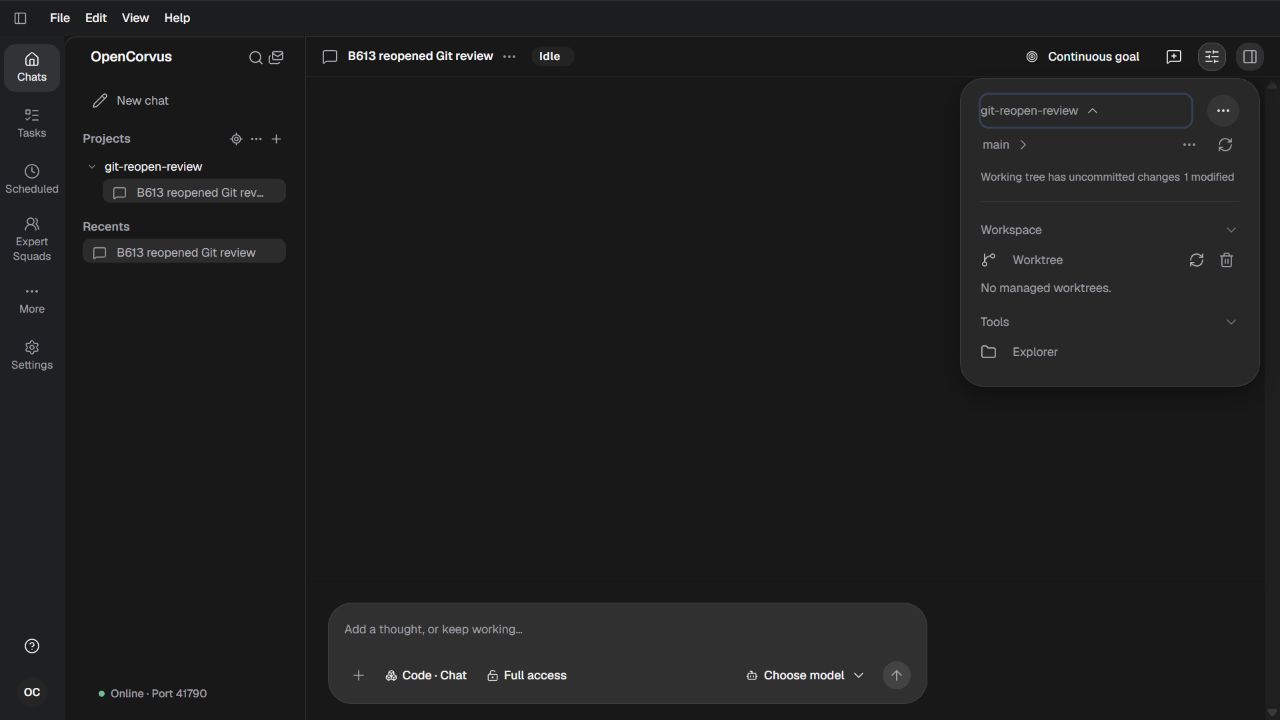 File Edit View Help
Chats
Tasks
Scheduled
Expert
Squads
More
Settings
OC
OpenCorvus
New chat
Projects
git-reopen-review
B613 reopened Git rev...
Recents
B613 reopened Git review
Online · Port 41790
B613 reopened Git review ··· Idle
Continuous goal
git-reopen-review
main
Working tree has uncommitted changes 1 modified
Workspace
Worktree
No managed worktrees.
Tools
Explorer
Add a thought, or keep working...
Code · Chat Full access Choose model